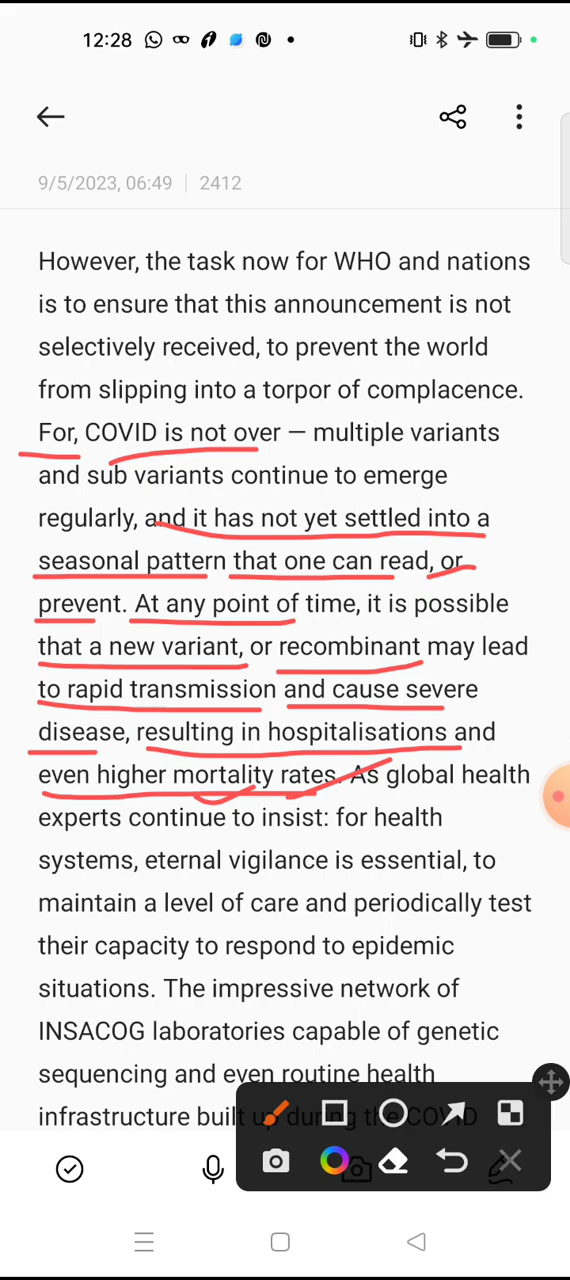 12:28
9/5/2023, 06:49 | 2412
However, the task now for WHO and nations
is to ensure that this announcement is not
selectively received, to prevent the world
from slipping into a torpor of complacence.
For, COVID is not over — multiple variants
and sub variants continue to emerge
regularly, and it has not yet settled into a
seasonal pattern that one can read, or
prevent. At any point of time, it is possible
that a new variant, or recombinant may lead
to rapid transmission and cause severe
disease, resulting in hospitalisations and
even higher mortality rates. As global health
experts continue to insist: for health
systems, eternal vigilance is essential, to
maintain a level of care and periodically test
their capacity to respond to epidemic
situations. The impressive network of
INSACOG laboratories capable of genetic
sequencing and even routine health
infrastructure built up during the COVID